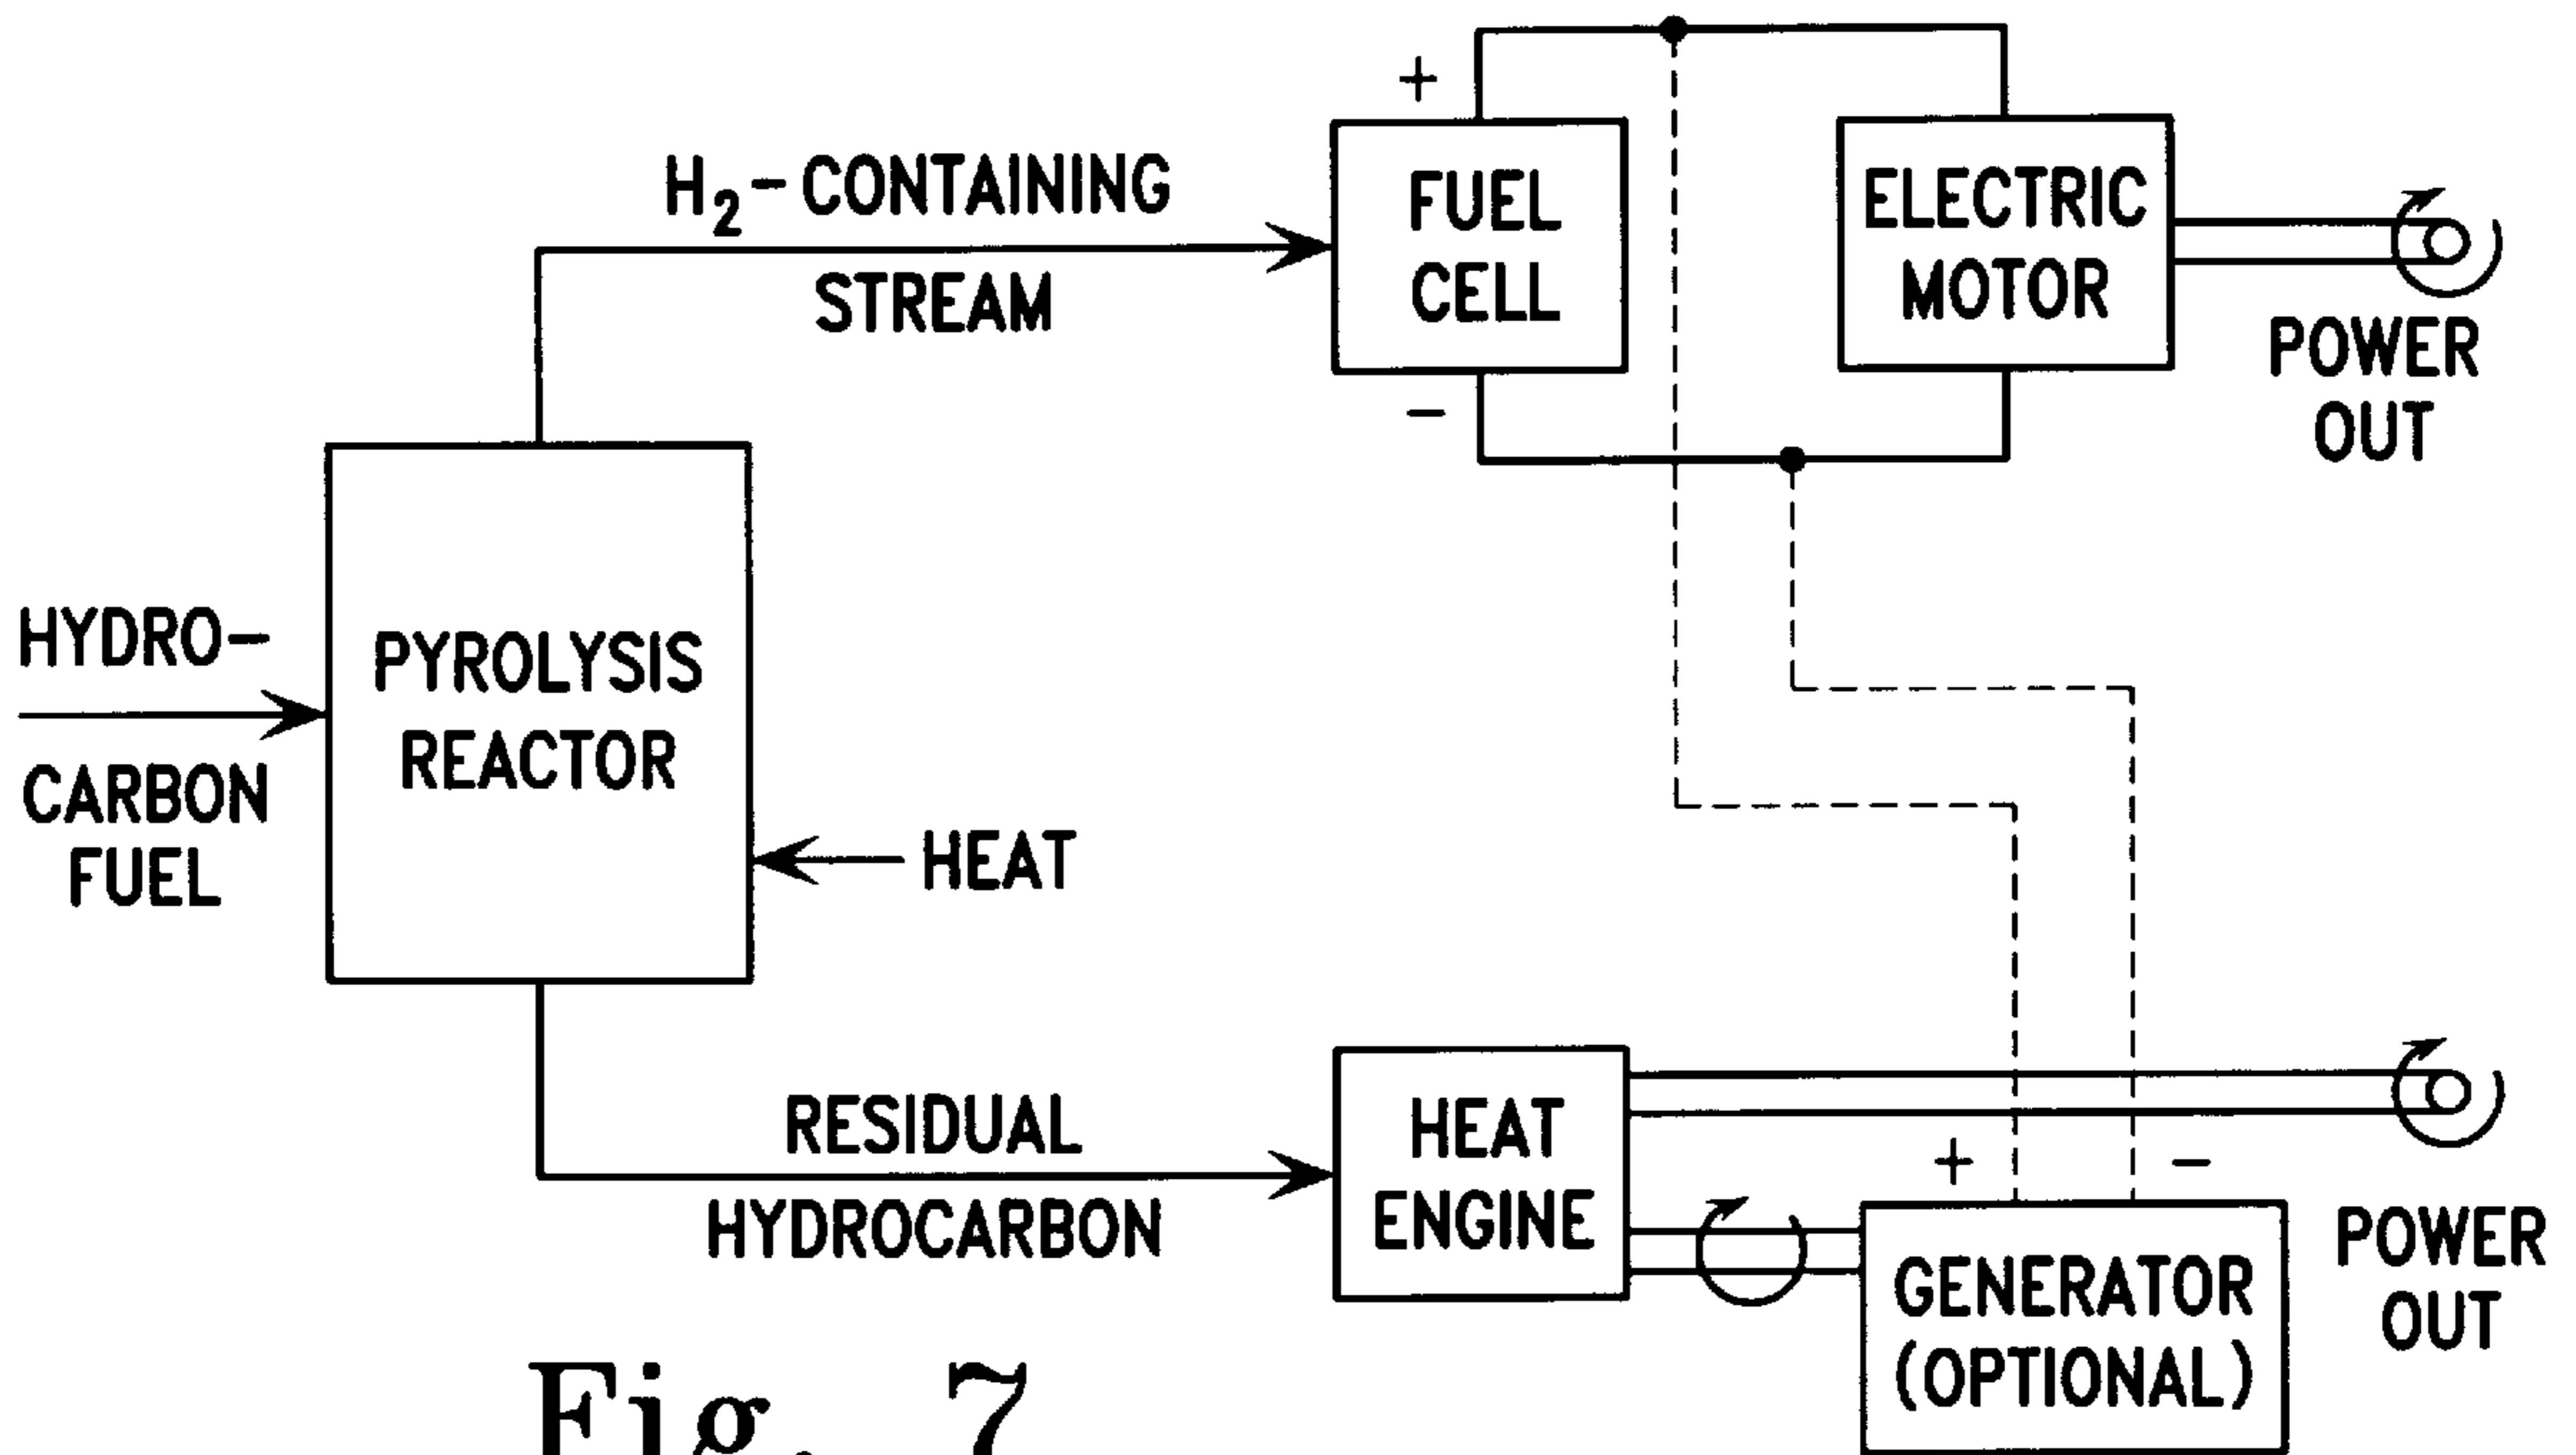 H₂-CONTAINING
STREAM
+
FUEL
CELL
-
ELECTRIC
MOTOR
POWER
OUT
HYDRO-
CARBON
FUEL
PYROLYSIS
REACTOR
HEAT
RESIDUAL
HYDROCARBON
HEAT
ENGINE
+ -
GENERATOR
(OPTIONAL)
POWER
OUT
Fig. 7